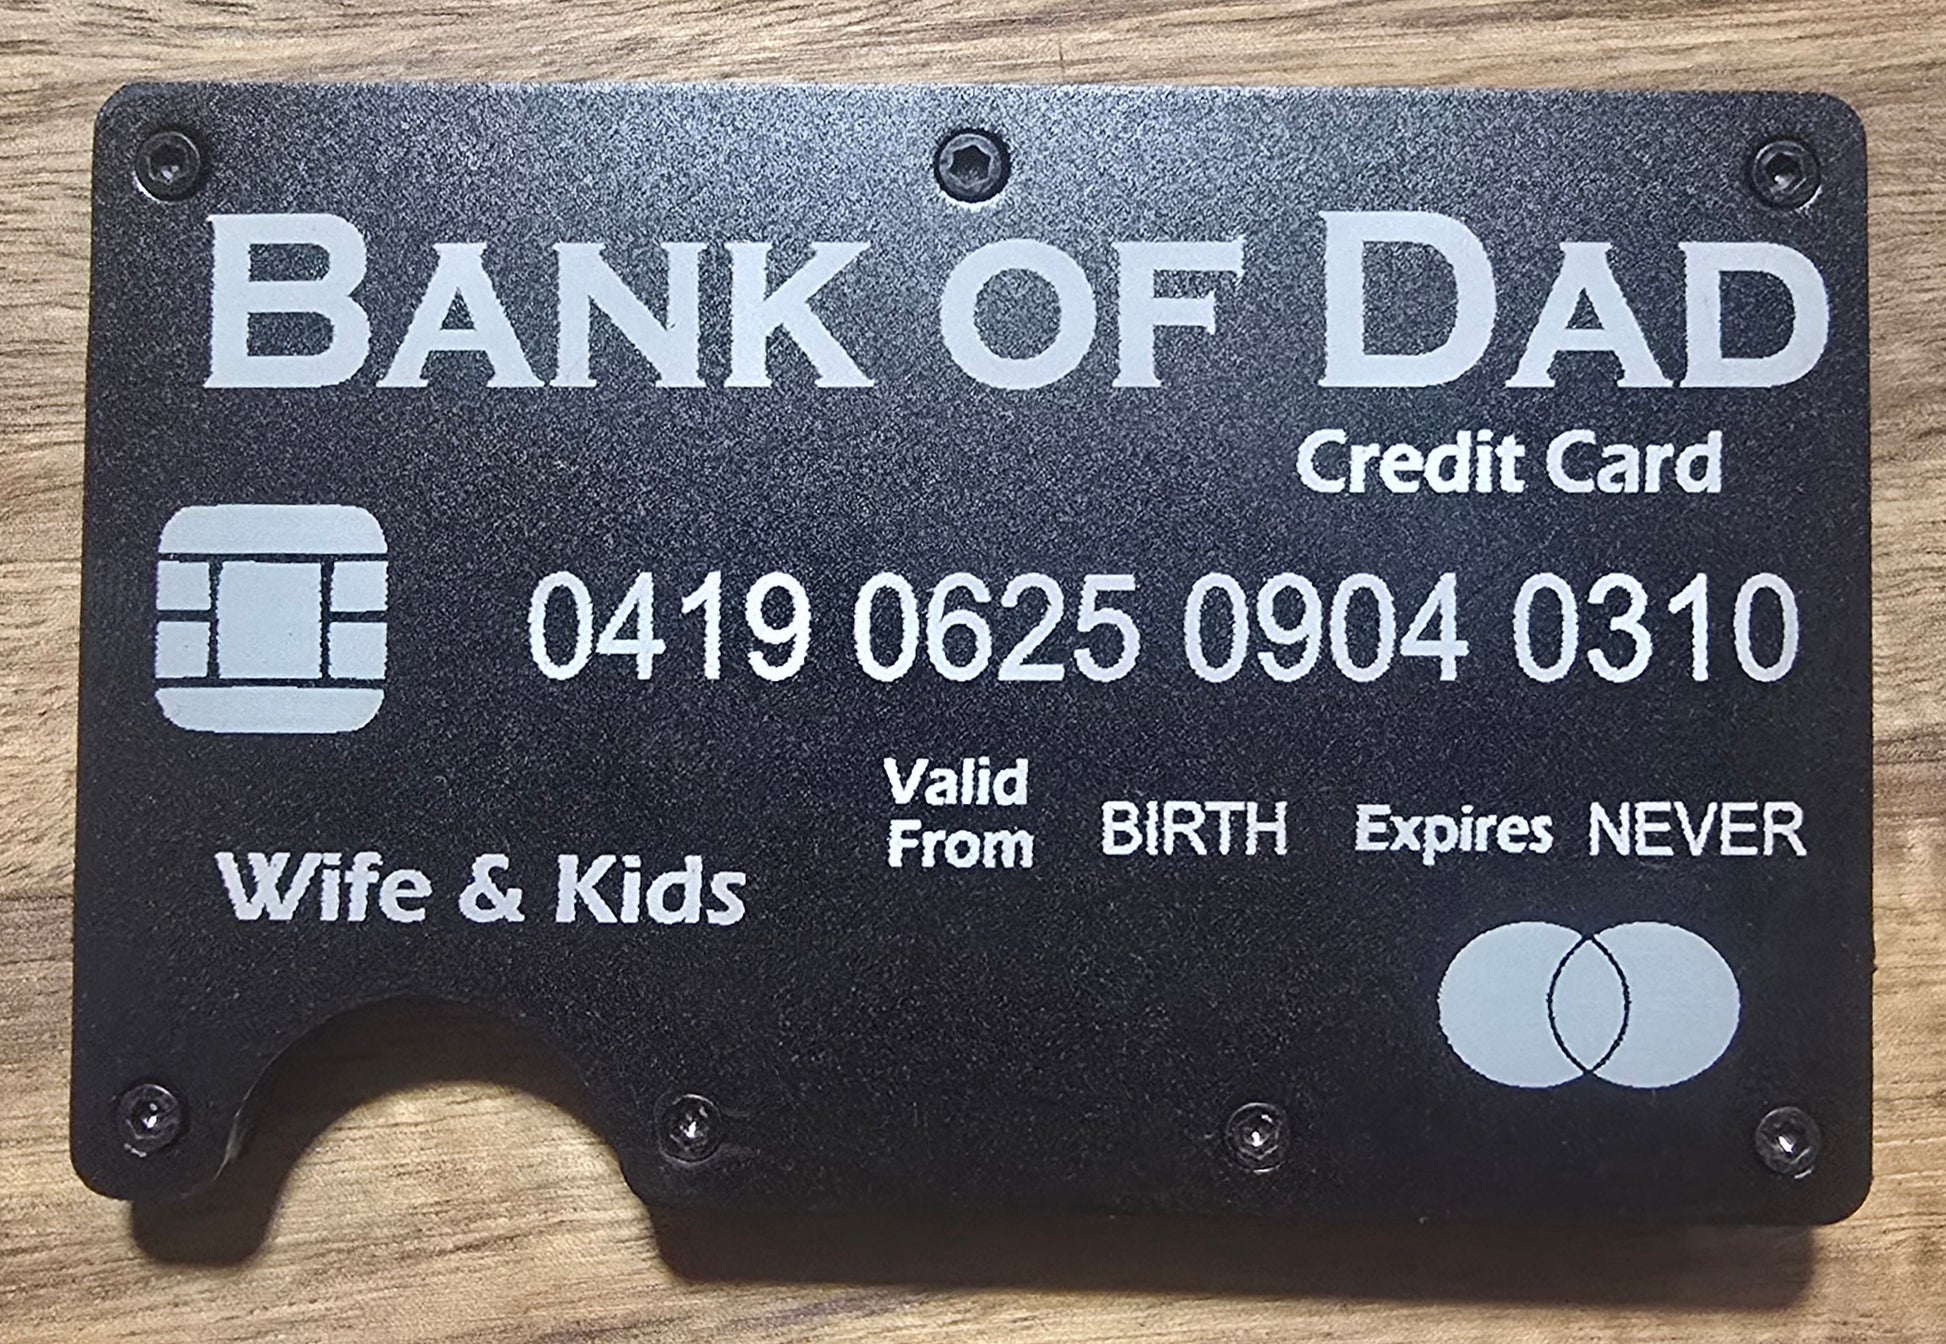 BANK OF DAD
Credit Card
0419 0625 0904 0310
Valid From BIRTH Expires NEVER
Wife & Kids